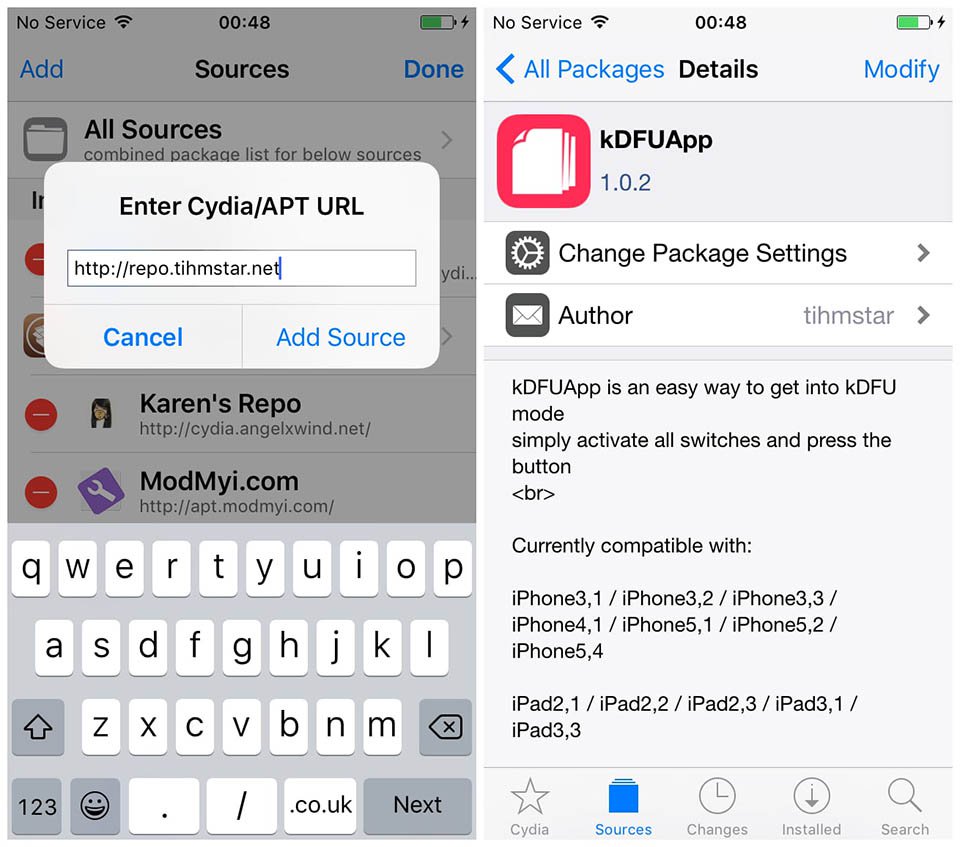 No Service 00:48
Add Sources Done
All Sources
combined package list for below sources
Enter Cydia/APT URL
http://repo.tihmstar.net
ydi...
Cancel Add Source
Karen's Repo
http://cydia.angelxwind.net/
ModMyi.com
http://apt.modmyi.com/
q w e r t y u i o p
a s d f g h j k l
z x c v b n m
123 . / .co.uk Next
No Service 00:48
All Packages Details Modify
kDFUApp
1.0.2
Change Package Settings
Author tihmstar
kDFUApp is an easy way to get into kDFU
mode
simply activate all switches and press the
button
<br>
Currently compatible with:
iPhone3,1 / iPhone3,2 / iPhone3,3 /
iPhone4,1 / iPhone5,1 / iPhone5,2 /
iPhone5,4
iPad2,1 / iPad2,2 / iPad2,3 / iPad3,1 /
iPad3,3
Cydia Sources Changes Installed Search